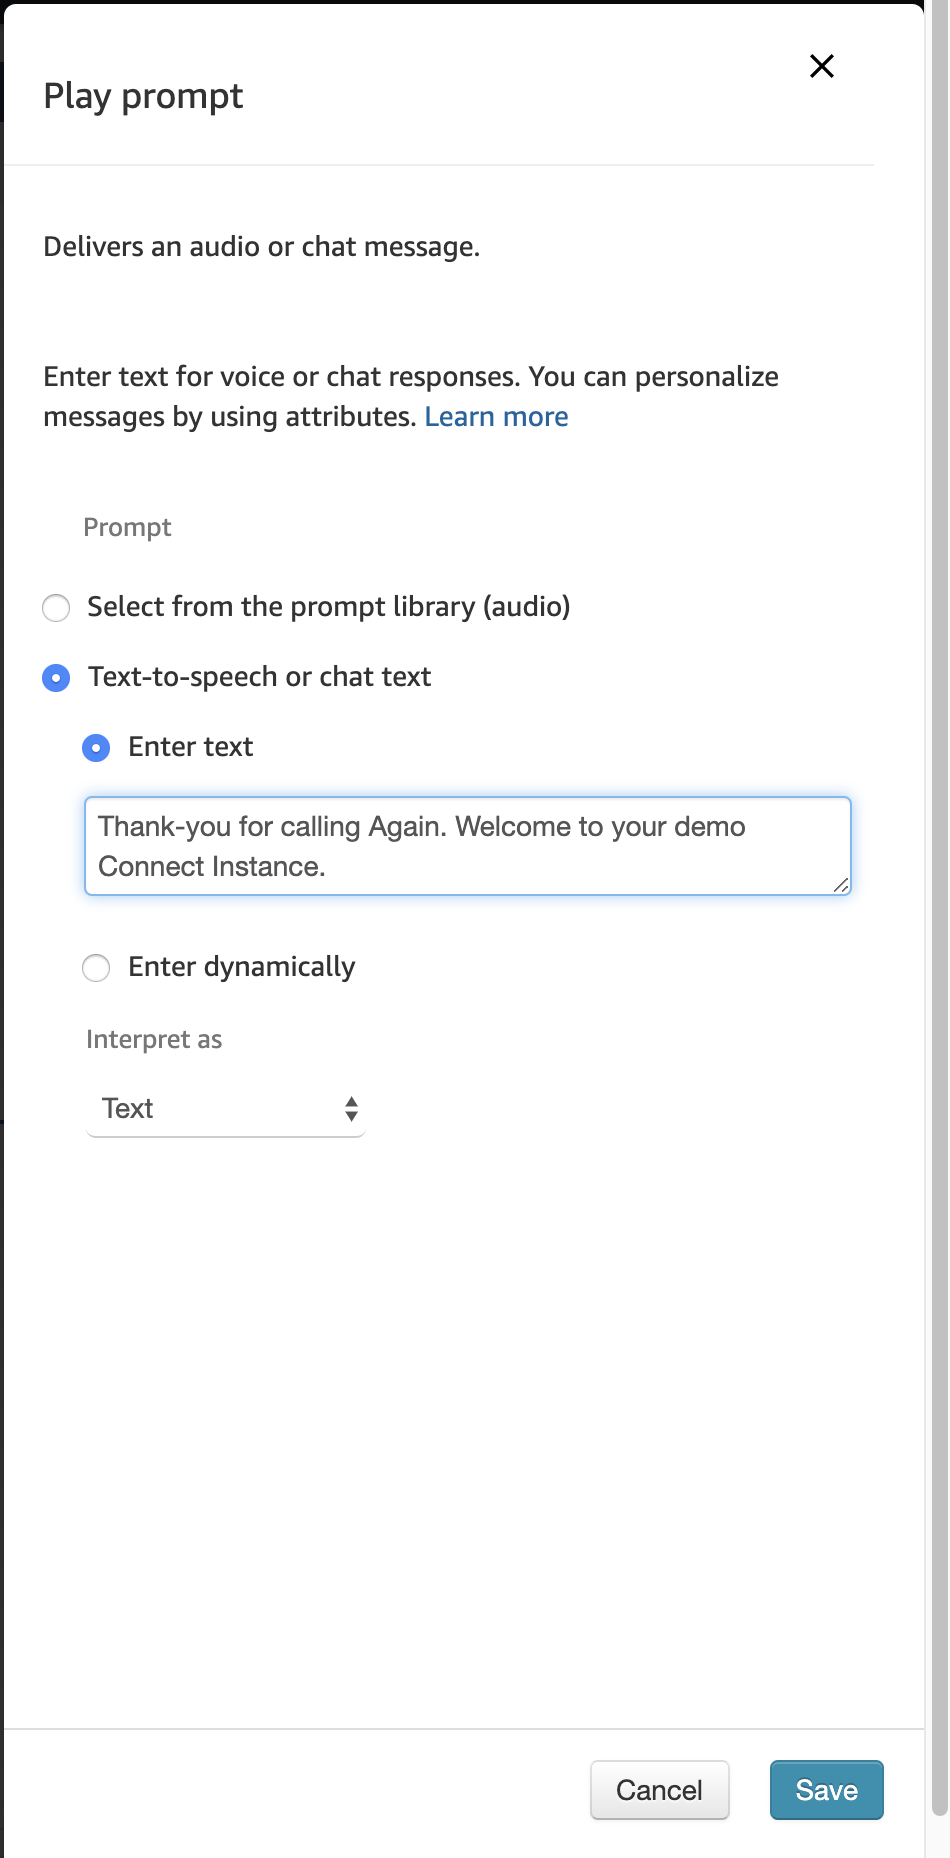 Play prompt
Delivers an audio or chat message.
Enter text for voice or chat responses. You can personalize
messages by using attributes. Learn more
Prompt
Select from the prompt library (audio)
Text-to-speech or chat text
Enter text
Thank-you for calling Again. Welcome to your demo
Connect Instance.
Enter dynamically
Interpret as
Text
Cancel Save